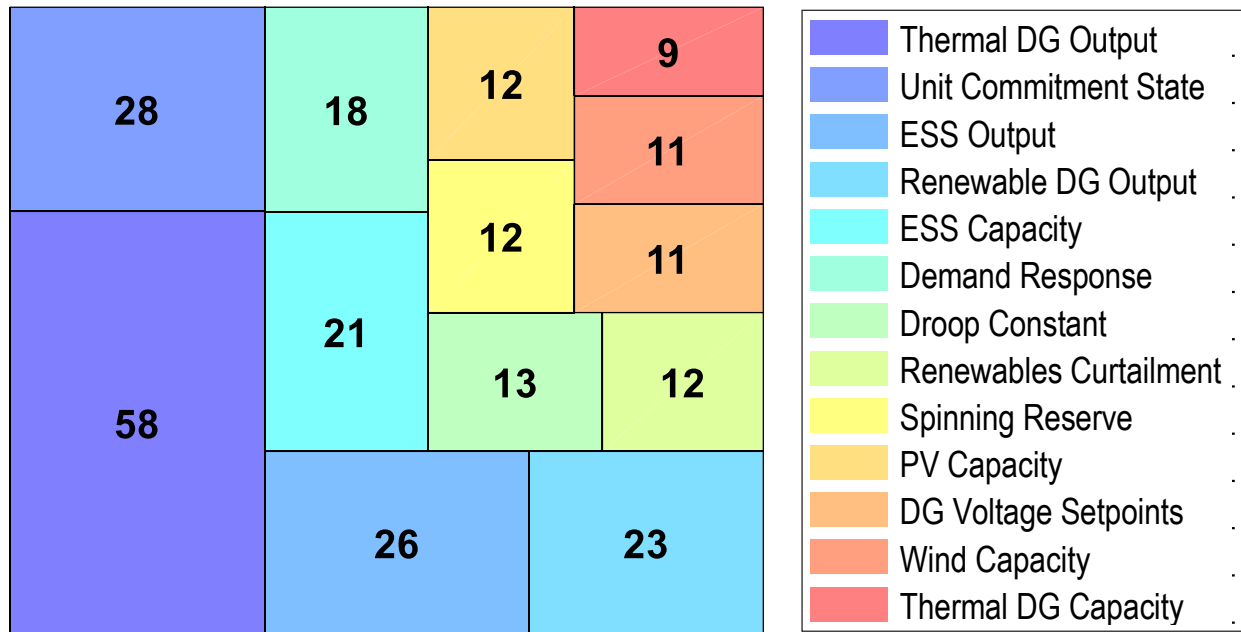 28
18
12
9
11
12
11
21
13
12
58
26
23
Thermal DG Output .
Unit Commitment State .
ESS Output .
Renewable DG Output .
ESS Capacity .
Demand Response .
Droop Constant .
Renewables Curtailment .
Spinning Reserve .
PV Capacity .
DG Voltage Setpoints .
Wind Capacity .
Thermal DG Capacity .